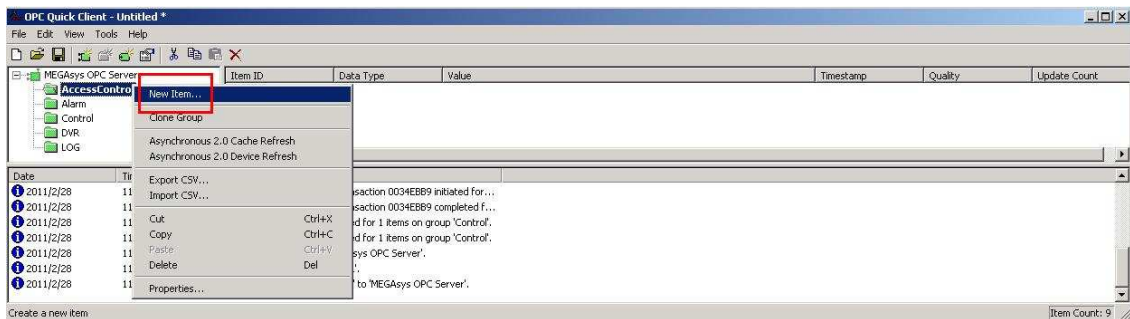 OPC Quick Client - Untitled *
File Edit View Tools Help
MEGAsys OPC Server
AccessContro
Alarm
Control
DVR
LOG
Item ID Data Type Value Timestamp Quality Update Count
New Item...
Clone Group
Asynchronous 2.0 Cache Refresh
Asynchronous 2.0 Device Refresh
Export CSV...
Import CSV...
Cut Ctrl+X
Copy Ctrl+C
Paste Ctrl+V
Delete Del
Properties...
Date Tir
2011/2/28 11 nsaction 0034EBB9 initiated for...
2011/2/28 11 nsaction 0034EBB9 completed f...
2011/2/28 11 ed for 1 items on group 'Control'.
2011/2/28 11 ed for 1 items on group 'Control'.
2011/2/28 11 sys OPC Server'.
2011/2/28 11 '.
2011/2/28 11 ' to 'MEGAsys OPC Server'.
Create a new item Item Count: 9